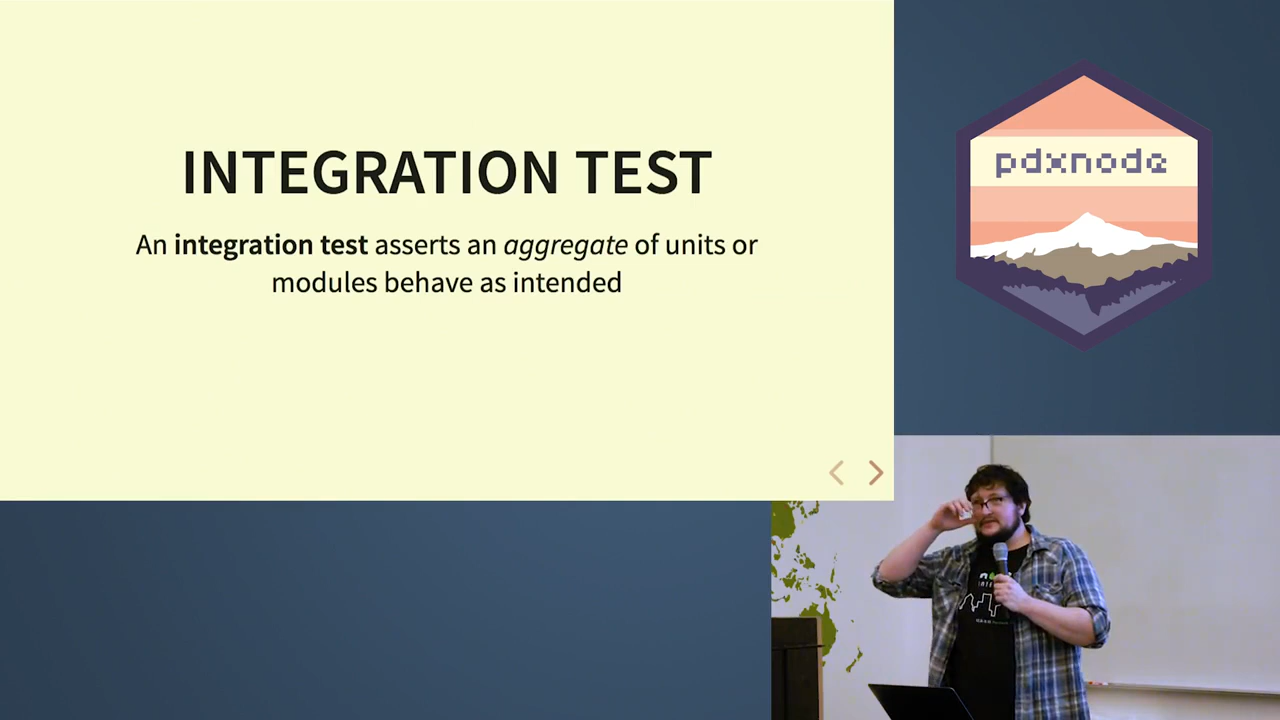 INTEGRATION TEST
An integration test asserts an aggregate of units or
modules behave as intended
pdxnode